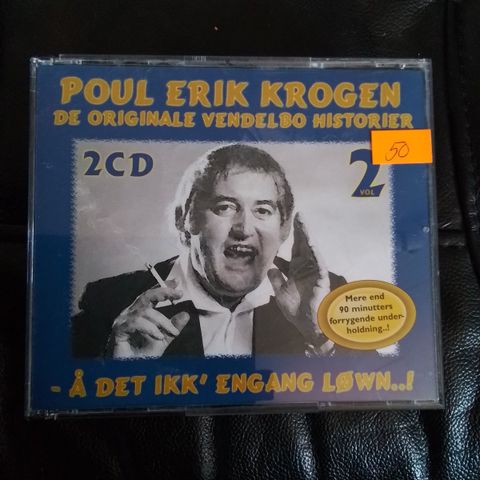 POUL ERIK KROGEN
DE ORIGINALE VENDELBO HISTORIER
50
2CD
2
VOL
Mere end
90 minutters
forrygende under-
holdning..!
- Å DET IKK' ENGANG LØWN..!